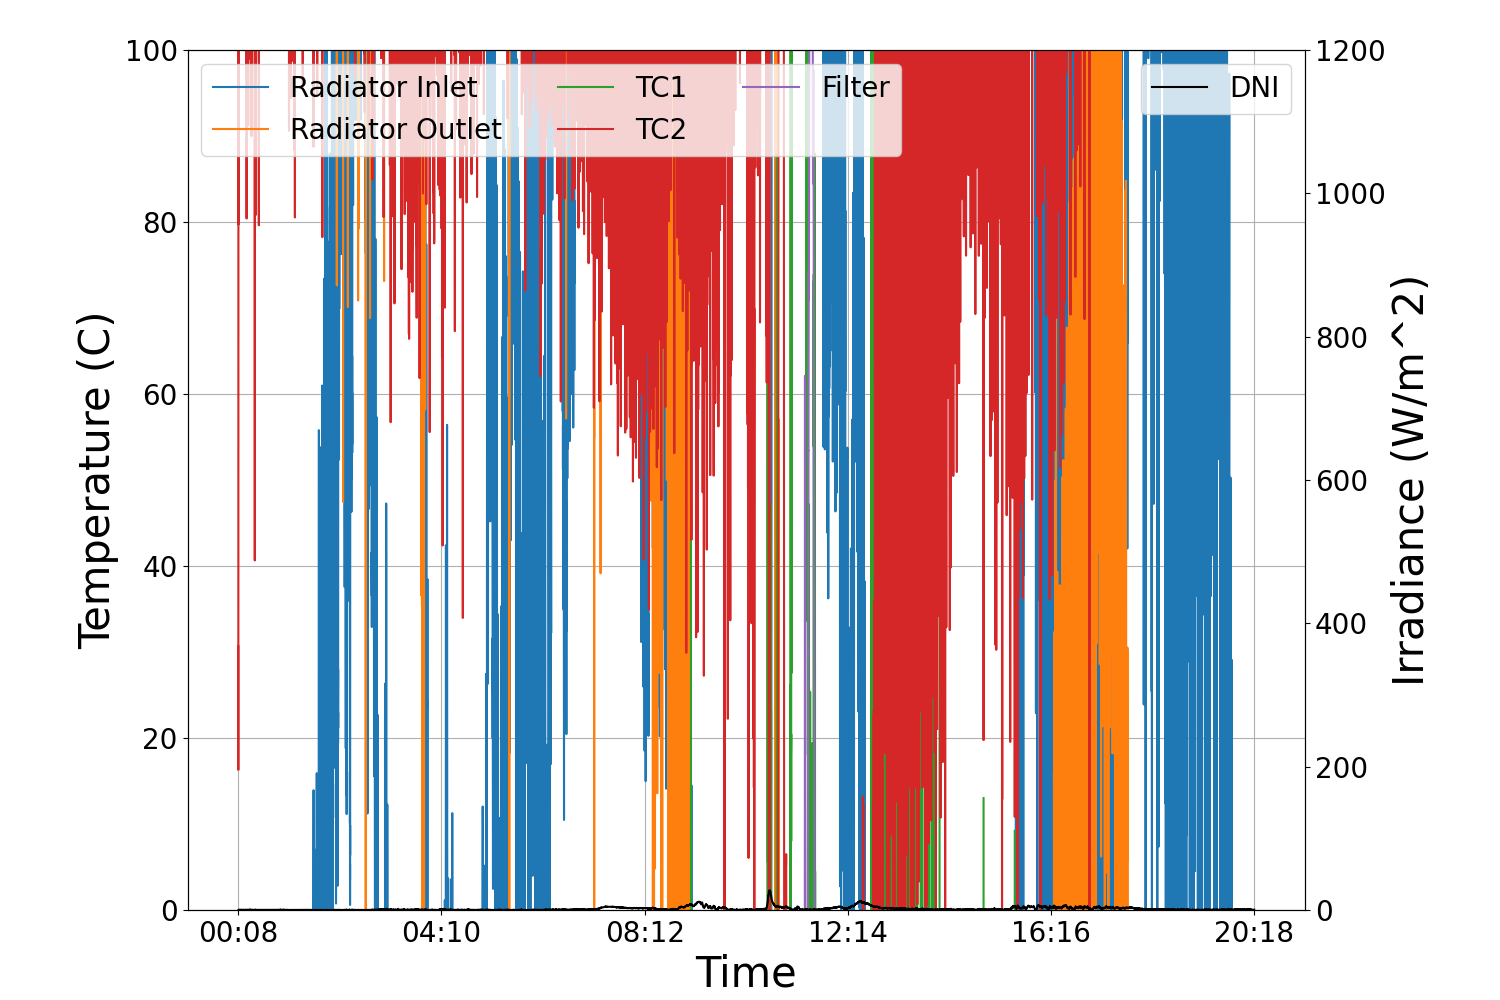 Radiator Inlet
Radiator Outlet
TC1
TC2
Filter
DNI
Temperature (C)
100
80
60
40
20
0
1200
1000
800
600
400
200
0
Irradiance (W/m^2)
00:08 04:10 08:12 12:14 16:16 20:18
Time